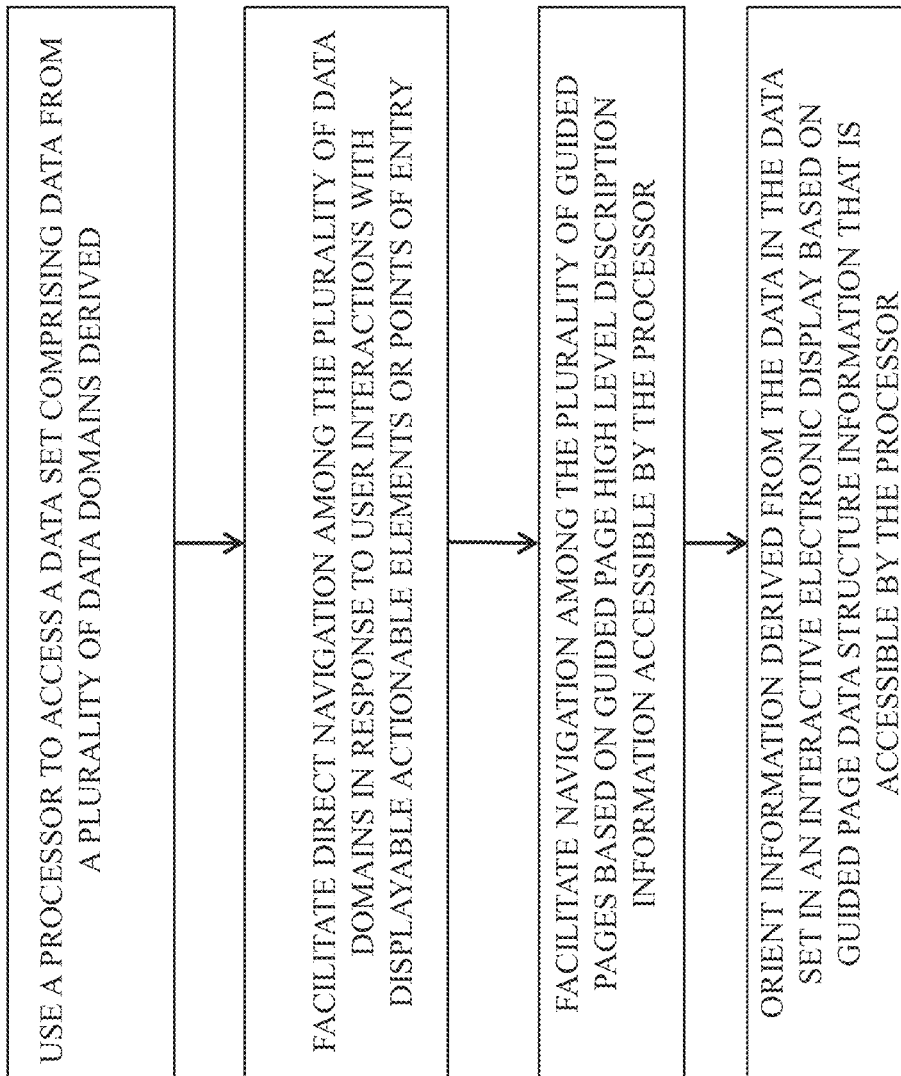 USE A PROCESSOR TO ACCESS A DATA SET COMPRISING DATA FROM
A PLURALITY OF DATA DOMAINS DERIVED
FACILITATE DIRECT NAVIGATION AMONG THE PLURALITY OF DATA
DOMAINS IN RESPONSE TO USER INTERACTIONS WITH
DISPLAYABLE ACTIONABLE ELEMENTS OR POINTS OF ENTRY
FACILITATE NAVIGATION AMONG THE PLURALITY OF GUIDED
PAGES BASED ON GUIDED PAGE HIGH LEVEL DESCRIPTION
INFORMATION ACCESSIBLE BY THE PROCESSOR
ORIENT INFORMATION DERIVED FROM THE DATA IN THE DATA
SET IN AN INTERACTIVE ELECTRONIC DISPLAY BASED ON
GUIDED PAGE DATA STRUCTURE INFORMATION THAT IS
ACCESSIBLE BY THE PROCESSOR